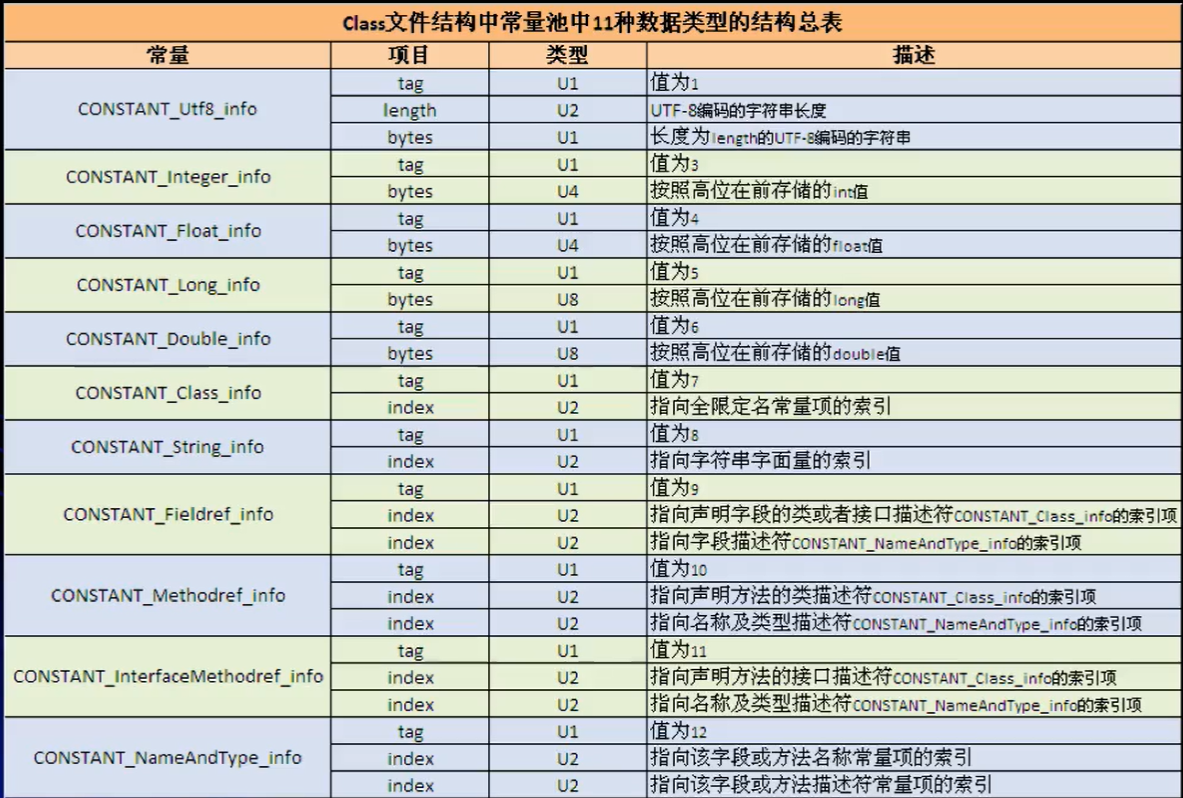 Class文件结构中常量池中11种数据类型的结构总表
常量 项目 类型 描述
CONSTANT_Utf8_info tag U1 值为1
length U2 UTF-8编码的字符串长度
bytes U1 长度为length的UTF-8编码的字符串
CONSTANT_Integer_info tag U1 值为3
bytes U4 按照高位在前存储的int值
CONSTANT_Float_info tag U1 值为4
bytes U4 按照高位在前存储的float值
CONSTANT_Long_info tag U1 值为5
bytes U8 按照高位在前存储的long值
CONSTANT_Double_info tag U1 值为6
bytes U8 按照高位在前存储的double值
CONSTANT_Class_info tag U1 值为7
index U2 指向全限定名常量项的索引
CONSTANT_String_info tag U1 值为8
index U2 指向字符串字面量的索引
CONSTANT_Fieldref_info tag U1 值为9
index U2 指向声明字段的类或者接口描述符CONSTANT_Class_info的索引项
index U2 指向字段描述符CONSTANT_NameAndType_info的索引项
CONSTANT_Methodref_info tag U1 值为10
index U2 指向声明方法的类描述符CONSTANT_Class_info的索引项
index U2 指向名称及类型描述符CONSTANT_NameAndType_info的索引项
CONSTANT_InterfaceMethodref_info tag U1 值为11
index U2 指向声明方法的接口描述符CONSTANT_Class_info的索引项
index U2 指向名称及类型描述符CONSTANT_NameAndType_info的索引项
CONSTANT_NameAndType_info tag U1 值为12
index U2 指向该字段或方法名称常量项的索引
index U2 指向该字段或方法描述符常量项的索引